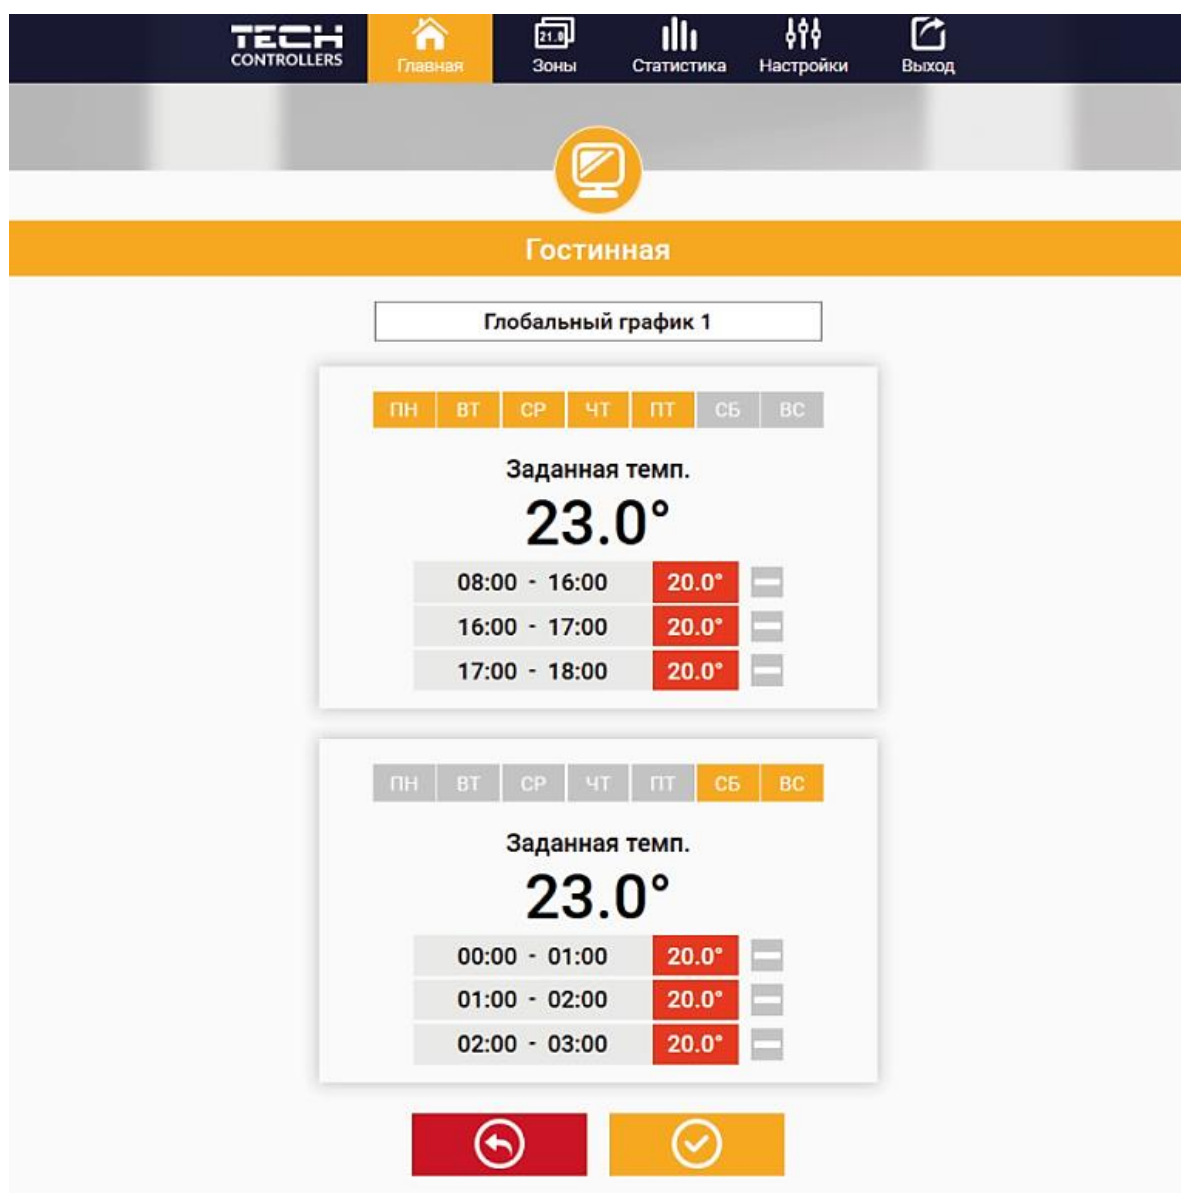 TECH
CONTROLLERS
Главная
21.0
Зоны
Статистика
Настройки
Выход
Гостинная
Глобальный график 1
ПН ВТ СР ЧТ ПТ СБ ВС
Заданная темп.
23.0°
08:00 - 16:00 20.0°
16:00 - 17:00 20.0°
17:00 - 18:00 20.0°
ПН ВТ СР ЧТ ПТ СБ ВС
Заданная темп.
23.0°
00:00 - 01:00 20.0°
01:00 - 02:00 20.0°
02:00 - 03:00 20.0°